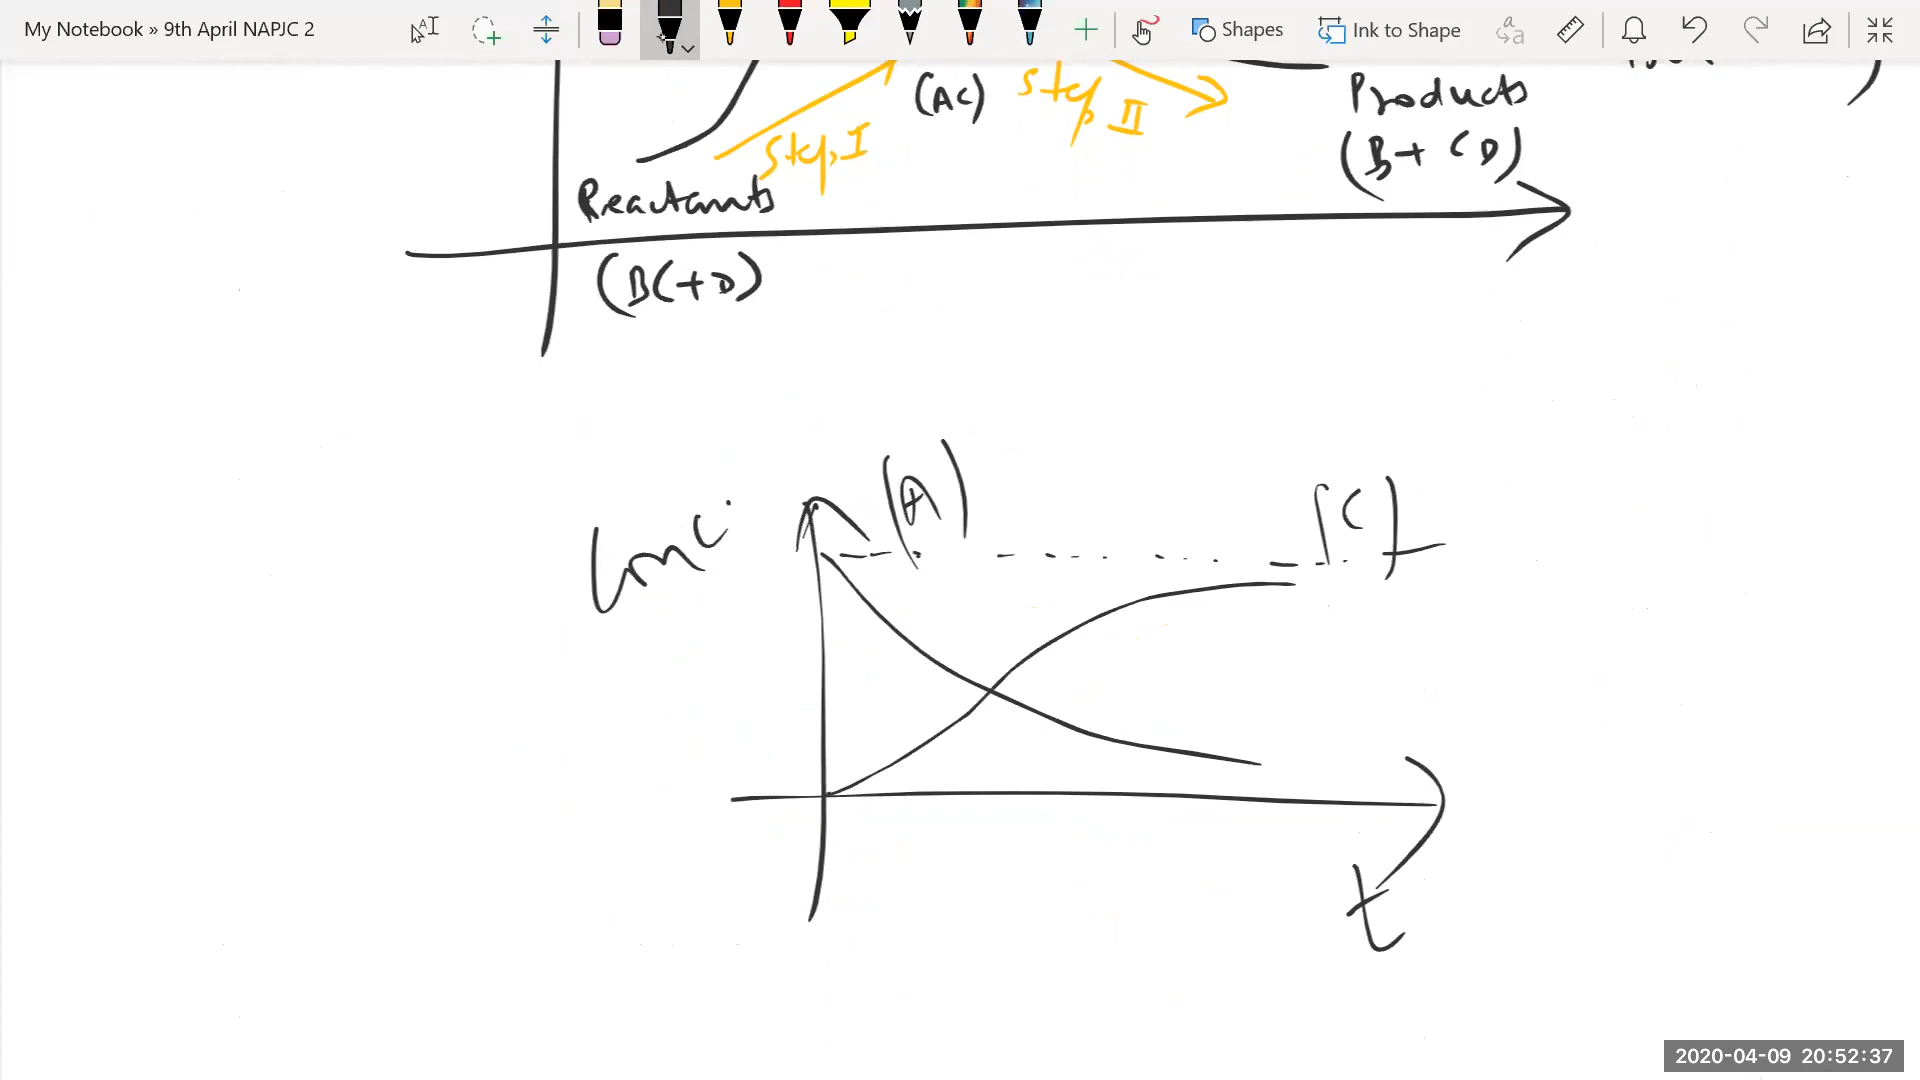 My Notebook » 9th April NAPJC 2
Shapes
Ink to Shape
(AC)
Step II
Products
Step I
(B + CD)
Reactants
(BC+D)
Conc.
[A]
[C]
t
2020-04-09 20:52:37